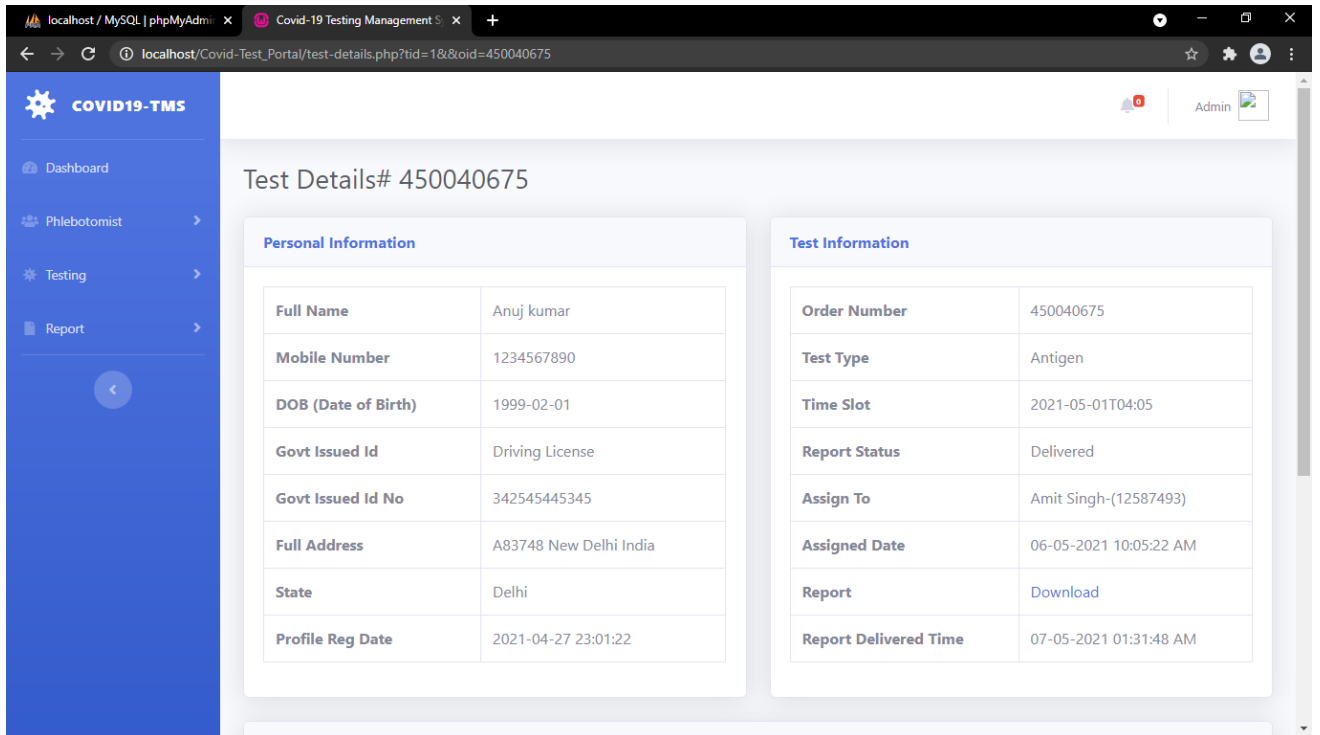 localhost / MySQL | phpMyAdmin
Covid-19 Testing Management S
localhost/Covid-Test_Portal/test-details.php?tid=1&&oid=450040675
COVID19-TMS
0
Admin
Dashboard
Phlebotomist
Testing
Report
Test Details# 450040675
Personal Information
Full Name Anuj kumar
Mobile Number 1234567890
DOB (Date of Birth) 1999-02-01
Govt Issued Id Driving License
Govt Issued Id No 342545445345
Full Address A83748 New Delhi India
State Delhi
Profile Reg Date 2021-04-27 23:01:22
Test Information
Order Number 450040675
Test Type Antigen
Time Slot 2021-05-01T04:05
Report Status Delivered
Assign To Amit Singh-(12587493)
Assigned Date 06-05-2021 10:05:22 AM
Report Download
Report Delivered Time 07-05-2021 01:31:48 AM